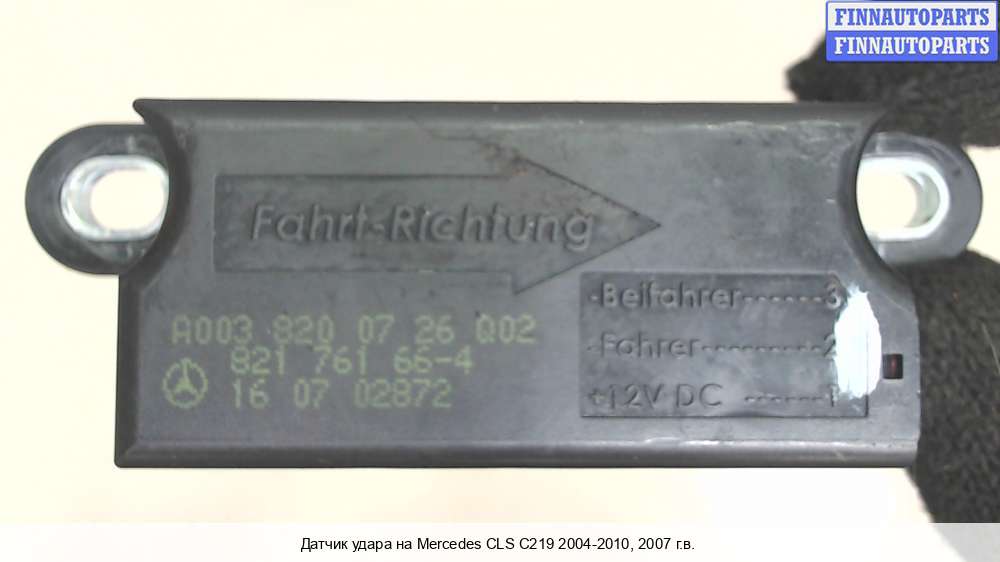 FINNAUTOPARTS
FINNAUTOPARTS
Fahrt-Richtung
-Beifahrer------3
-Fahrer----------2
+12V DC ------1
A003 820 07 26 Q02
821 761 66-4
16 07 02872
Датчик удара на Mercedes CLS C219 2004-2010, 2007 г.в.